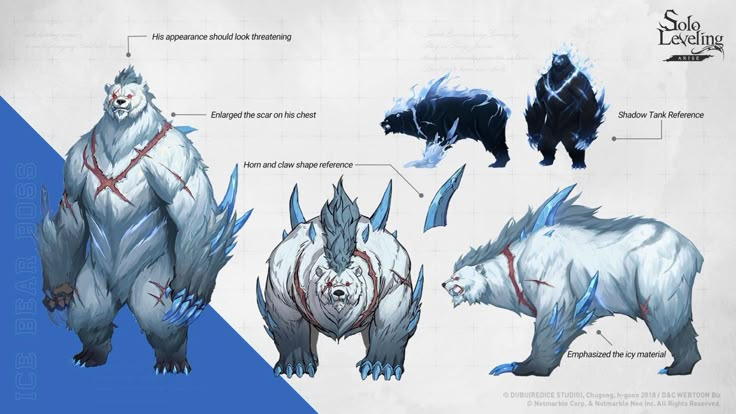 His appearance should look threatening
Solo
Leveling
ARISE
Enlarged the scar on his chest
Shadow Tank Reference
Horn and claw shape reference
ICE BEAR BOSS
Emphasized the icy material
© DUBU(REDICE STUDIO), Chugong, h-goon 2018 / D&C WEBTOON Biz
© Netmarble Corp. & Netmarble Neo Inc. All Rights Reserved.